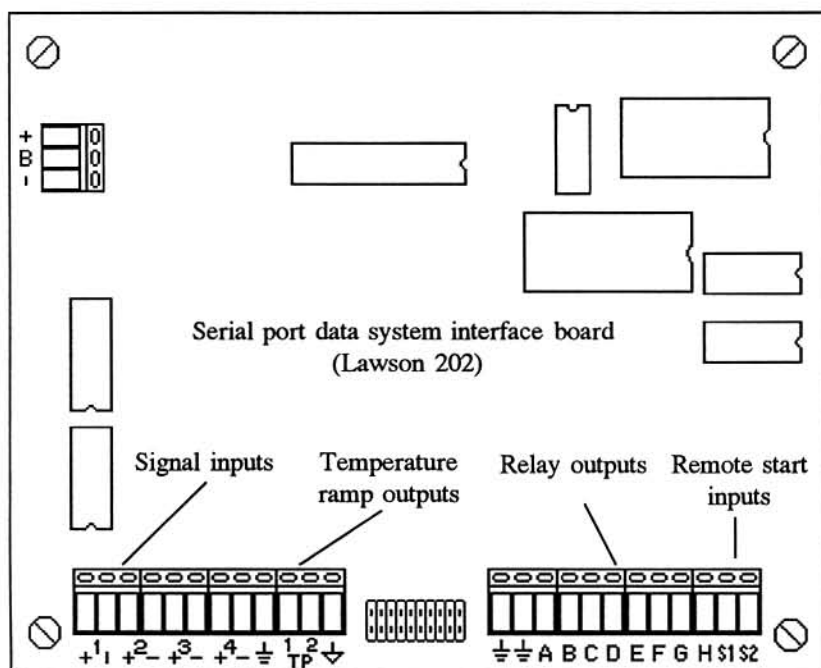 +
B
-
Serial port data system interface board
(Lawson 202)
Signal inputs
Temperature
ramp outputs
Relay outputs
Remote start
inputs
+1- +2- +3- +4- 1 2
TP
A B C D E F G H S1 S2